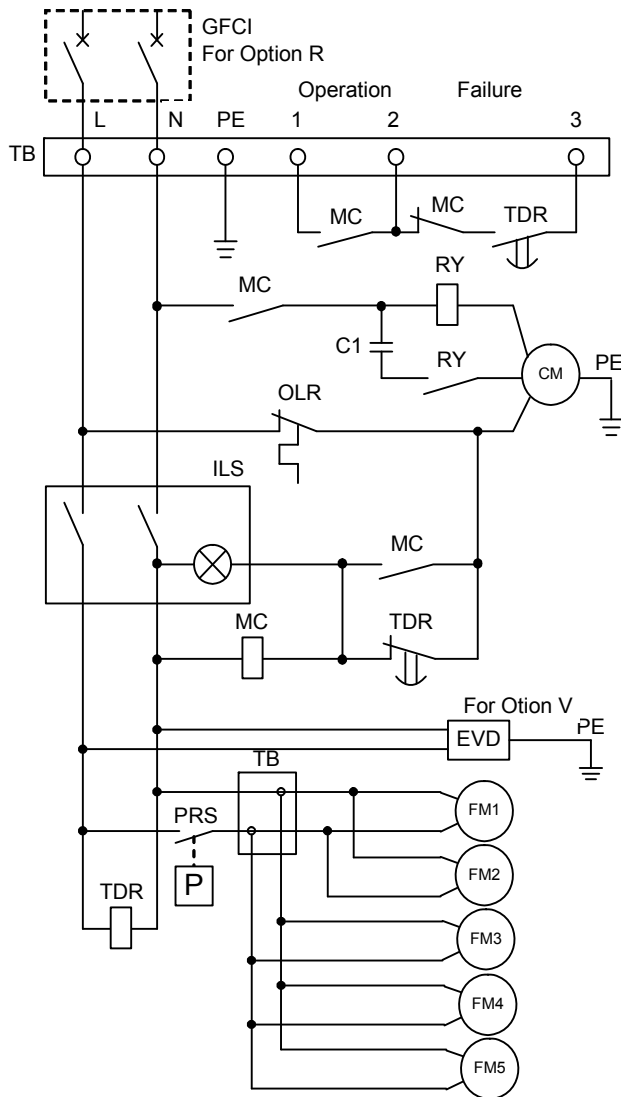 GFCI
For Option R
Operation Failure
L N PE 1 2 3
TB
MC MC TDR
MC RY
C1 RY CM PE
OLR
ILS
MC
MC TDR
For Otion V
EVD PE
TB
PRS FM1
P
TDR FM2
FM3
FM4
FM5